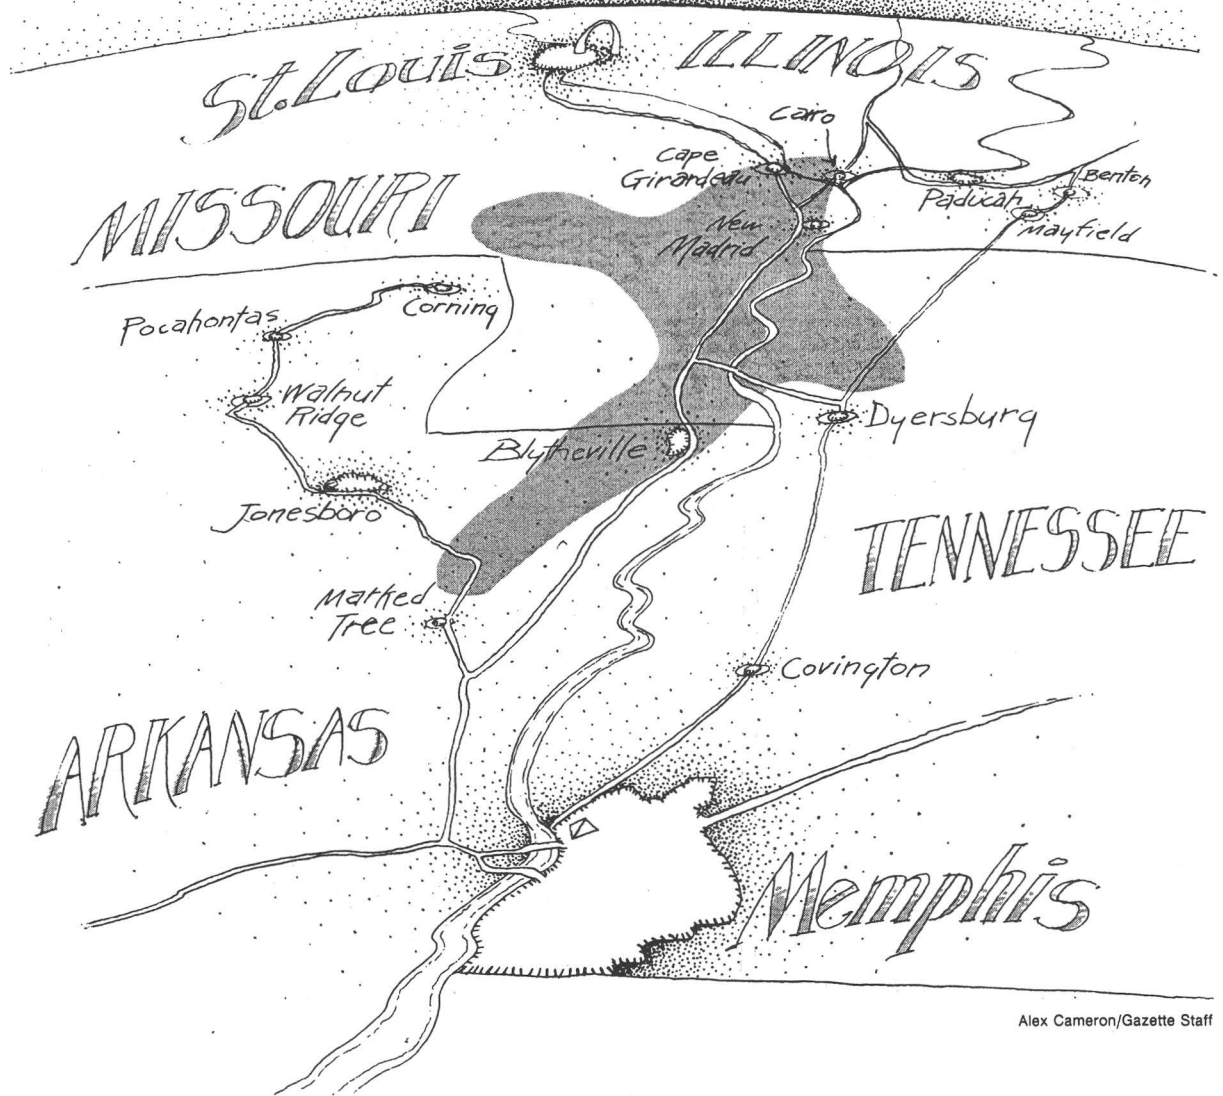 St. Louis
ILLINOIS
Cairo
Cape
Girardeau
Paducah
Benton
Mayfield
MISSOURI
New
Madrid
Corning
Pocahontas
Walnut
Ridge
Dyersburg
Blytheville
Jonesboro
TENNESSEE
Marked
Tree
Covington
ARKANSAS
Memphis
Alex Cameron/Gazette Staff